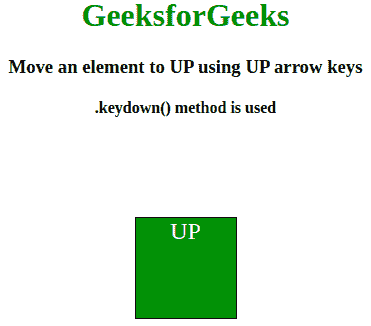 GeeksforGeeks
Move an element to UP using UP arrow keys
.keydown() method is used
UP